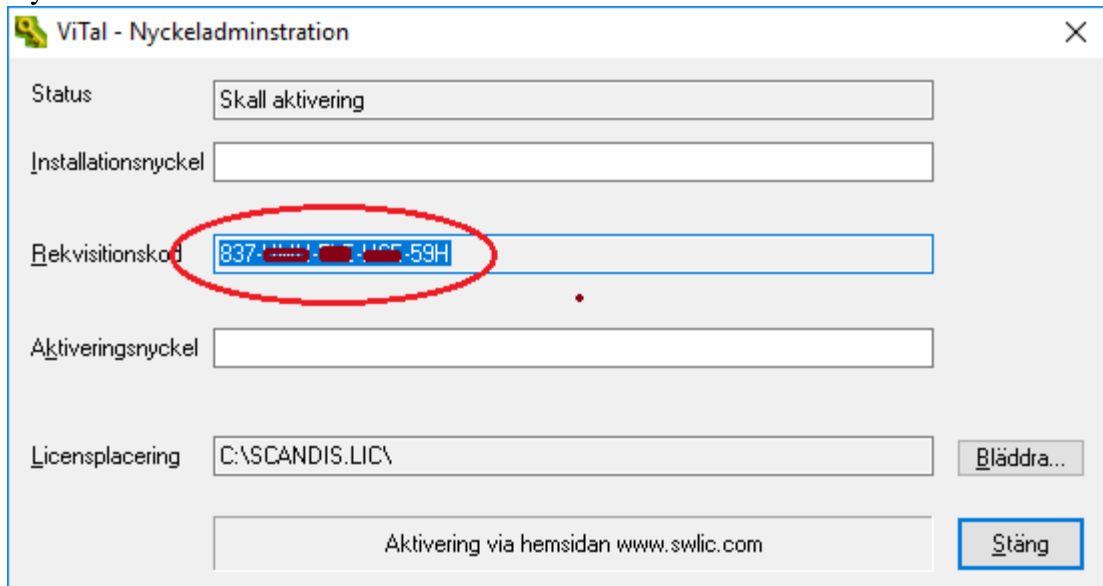 ViTal - Nyckeladminstration
Status Skall aktivering
Installationsnyckel
Rekvisitionskod 837- - - -59H
Aktiveringsnyckel
Licensplacering C:\SCANDIS.LIC\ Bläddra...
Aktivering via hemsidan www.swlic.com Stäng